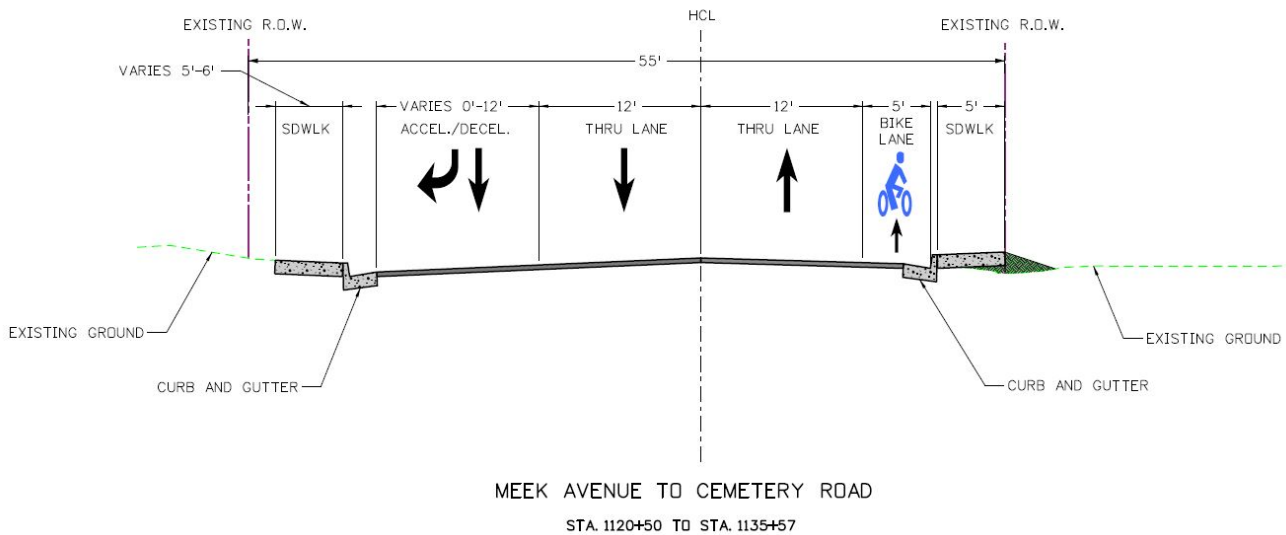 HCL
EXISTING R.O.W.
EXISTING R.O.W.
55'
VARIES 5'-6'
VARIES 0'-12'
12'
12'
5'
5'
SDWLK
ACCEL./DECEL.
THRU LANE
THRU LANE
BIKE
LANE
SDWLK
EXISTING GROUND
EXISTING GROUND
CURB AND GUTTER
CURB AND GUTTER
MEEK AVENUE TO CEMETERY ROAD
STA. 1120+50 TO STA. 1135+57